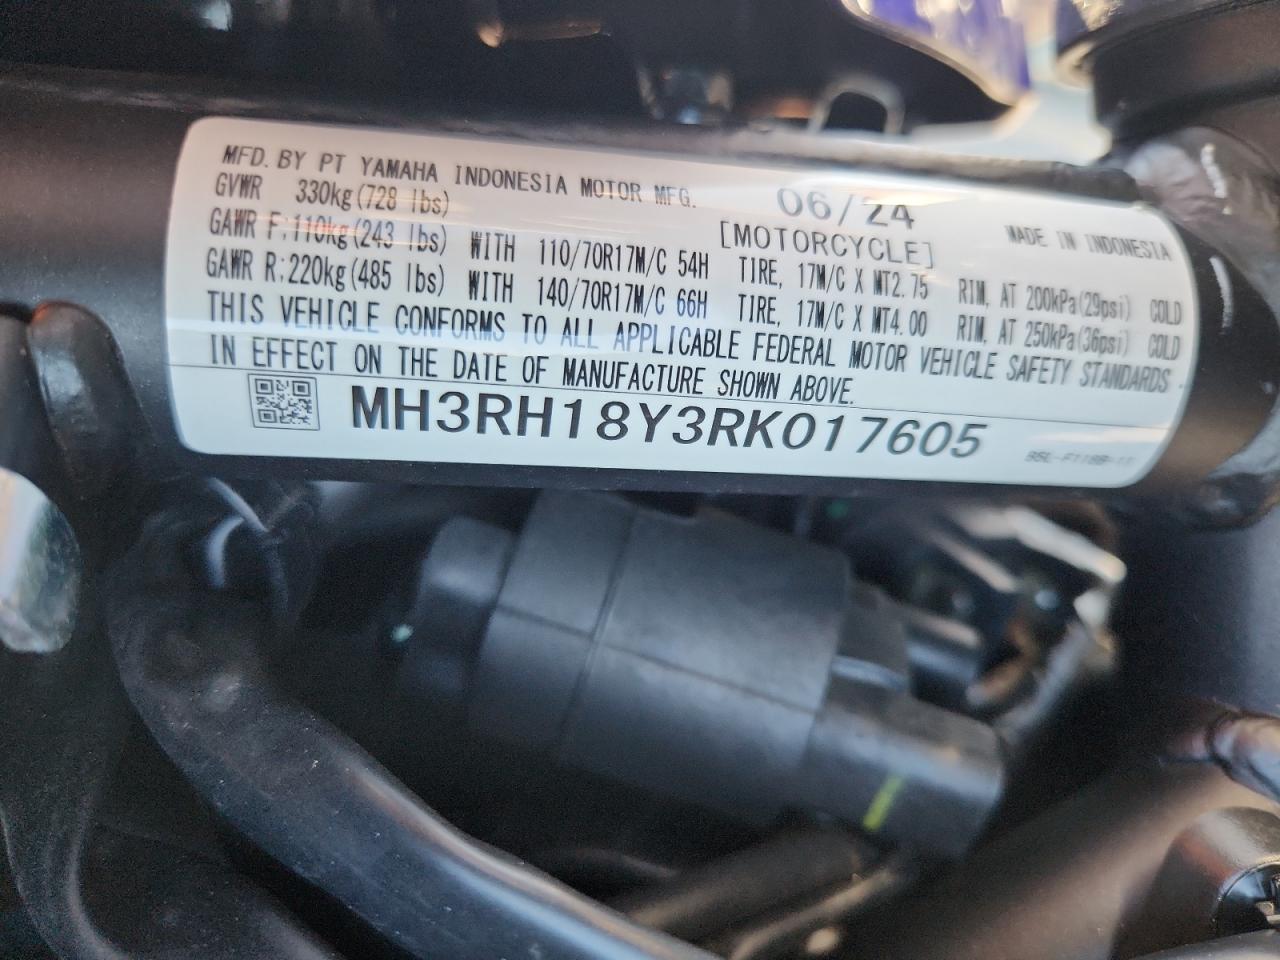 MFD. BY PT YAMAHA INDONESIA MOTOR MFG. 06/24 MADE IN INDONESIA
GVWR 330kg(728 lbs) [MOTORCYCLE]
GAWR F:110kg(243 lbs) WITH 110/70R17M/C 54H TIRE, 17M/C X MT2.75 RIM, AT 200kPa(29psi) COLD
GAWR R:220kg(485 lbs) WITH 140/70R17M/C 66H TIRE, 17M/C X MT4.00 RIM, AT 250kPa(36psi) COLD
THIS VEHICLE CONFORMS TO ALL APPLICABLE FEDERAL MOTOR VEHICLE SAFETY STANDARDS
IN EFFECT ON THE DATE OF MANUFACTURE SHOWN ABOVE.
MH3RH18Y3RK017605